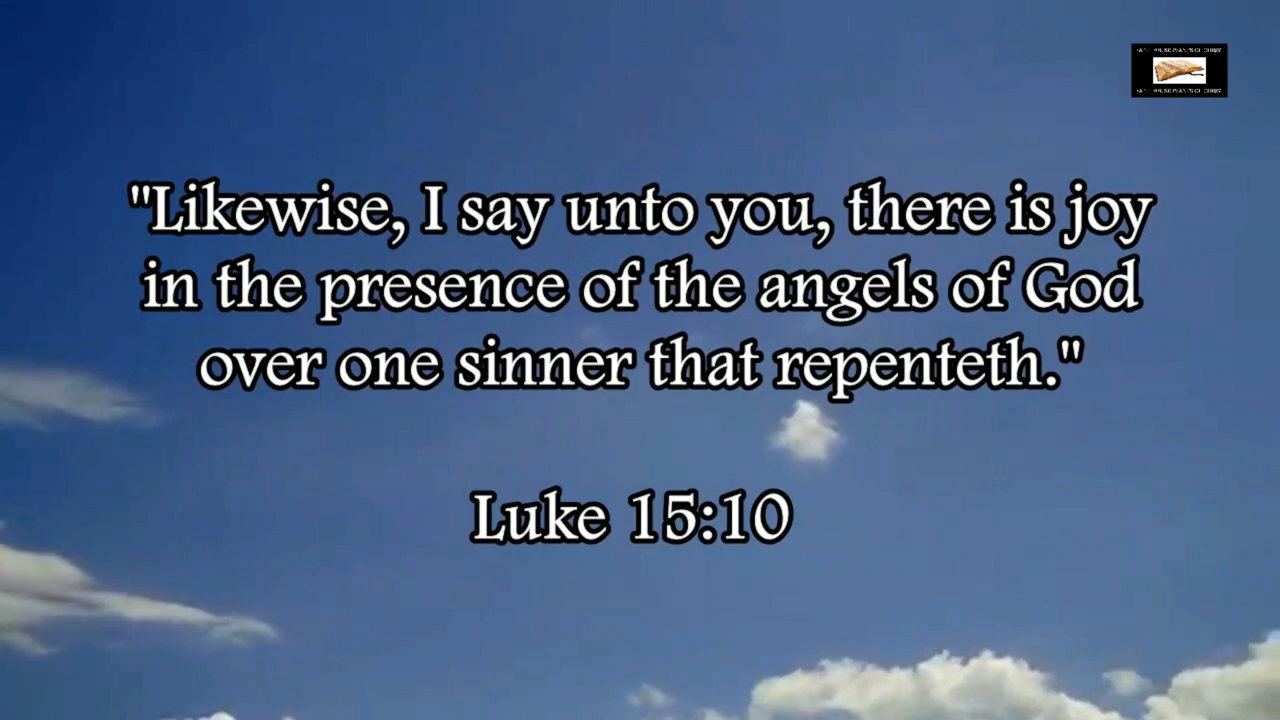 "Likewise, I say unto you, there is joy
in the presence of the angels of God
over one sinner that repenteth."
Luke 15:10